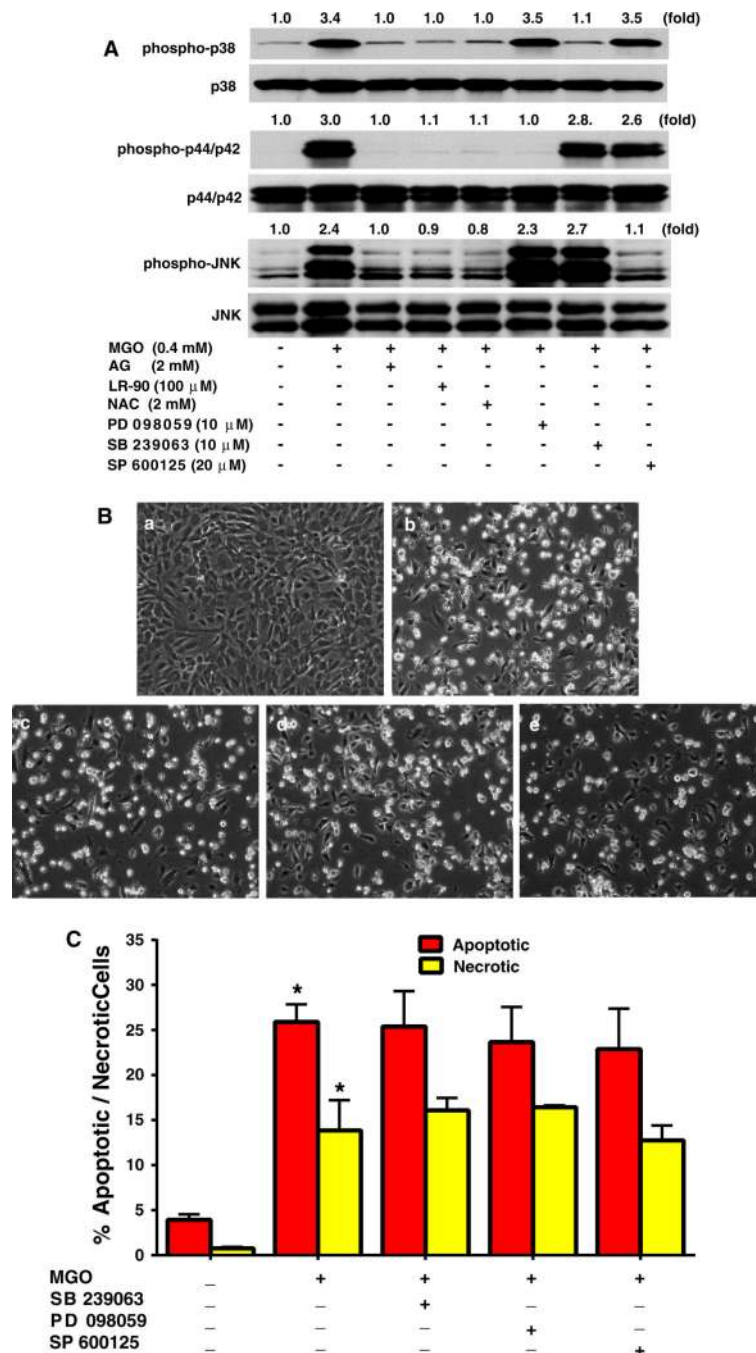 1.0 3.4 1.0 1.0 1.0 3.5 1.1 3.5 (fold)
A
phospho-p38
p38
1.0 3.0 1.0 1.1 1.1 1.0 2.8. 2.6 (fold)
phospho-p44/p42
p44/p42
1.0 2.4 1.0 0.9 0.8 2.3 2.7 1.1 (fold)
phospho-JNK
JNK
MGO (0.4 mM) - + + + + + + +
AG (2 mM) - - + - - - - -
LR-90 (100 μM) - - - + - - - -
NAC (2 mM) - - - - + - - -
PD 098059 (10 μM) - - - - - + - -
SB 239063 (10 μM) - - - - - - + -
SP 600125 (20 μM) - - - - - - - +
B
a b
c d e
C
Apoptotic
Necrotic
% Apoptotic / NecroticCells
35
30
25
20
15
10
5
0
* *
MGO – + + + +
SB 239063 – – + – –
PD 098059 – – – + –
SP 600125 – – – – +